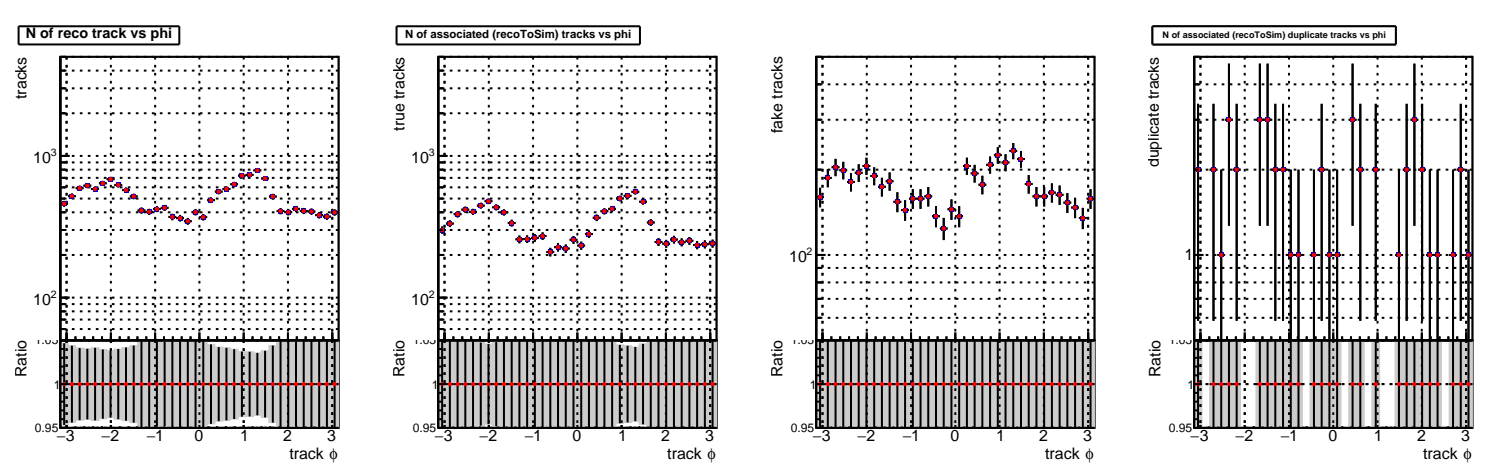 N of reco track vs phi
tracks
10³
10²
Ratio
1
0.95
−3 −2 −1 0 1 2 3
track ϕ
N of associated (recoToSim) tracks vs phi
true tracks
10³
10²
Ratio
1
0.95
−3 −2 −1 0 1 2 3
track ϕ
fake tracks
10²
Ratio
1
0.95
−3 −2 −1 0 1 2 3
track ϕ
N of associated (recoToSim) duplicate tracks vs phi
duplicate tracks
1
Ratio
1
0.95
−3 −2 −1 0 1 2 3
track ϕ